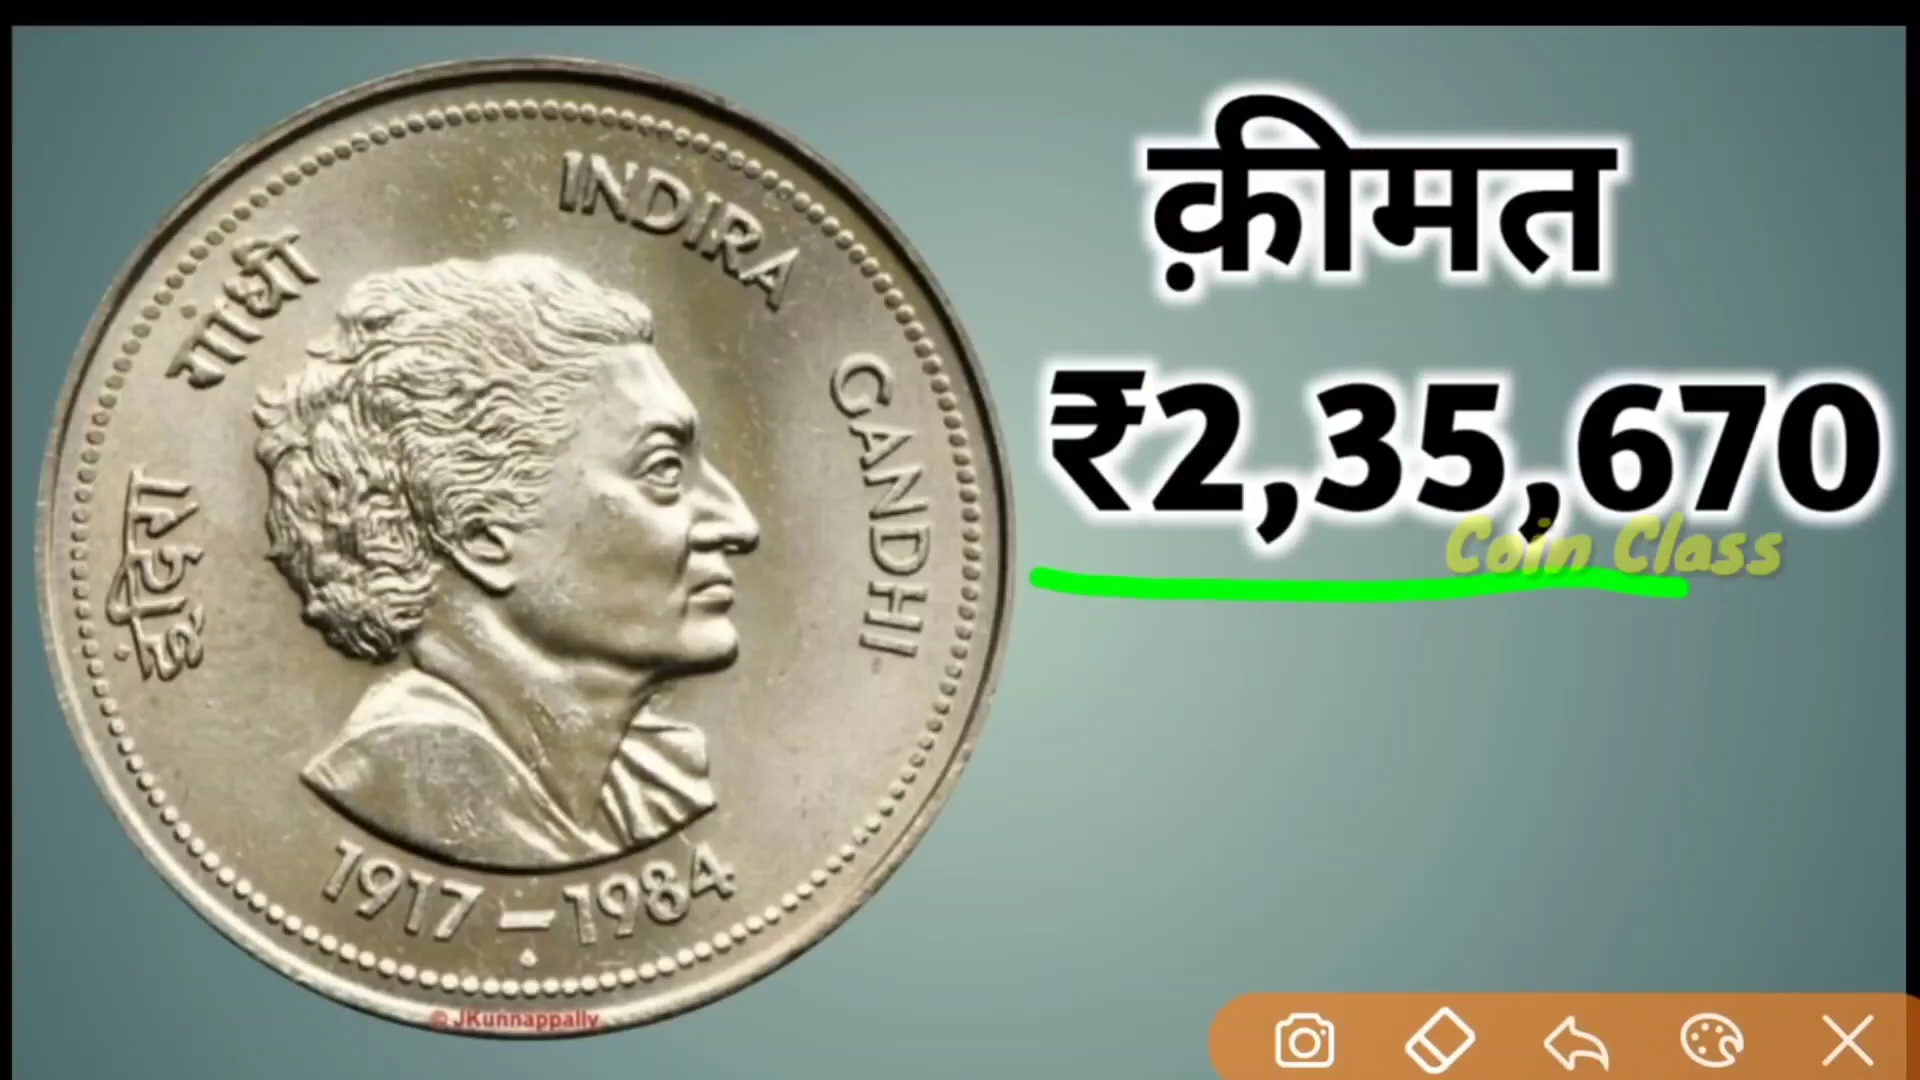 इंदिरा गांधी
INDIRA GANDHI
1917 – 1984
© JKunnappally
क़ीमत
₹2,35,670
Coin Class